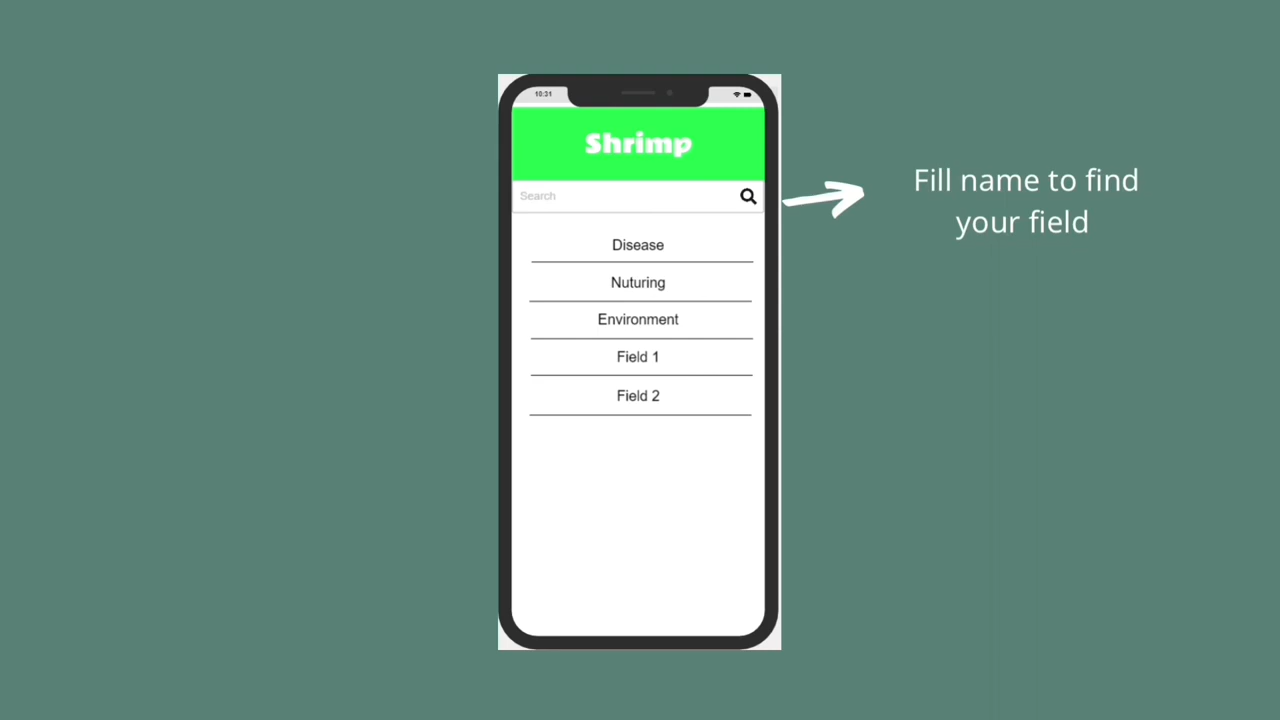 10:31
Shrimp
Search
Disease
Nuturing
Environment
Field 1
Field 2
Fill name to find
your field